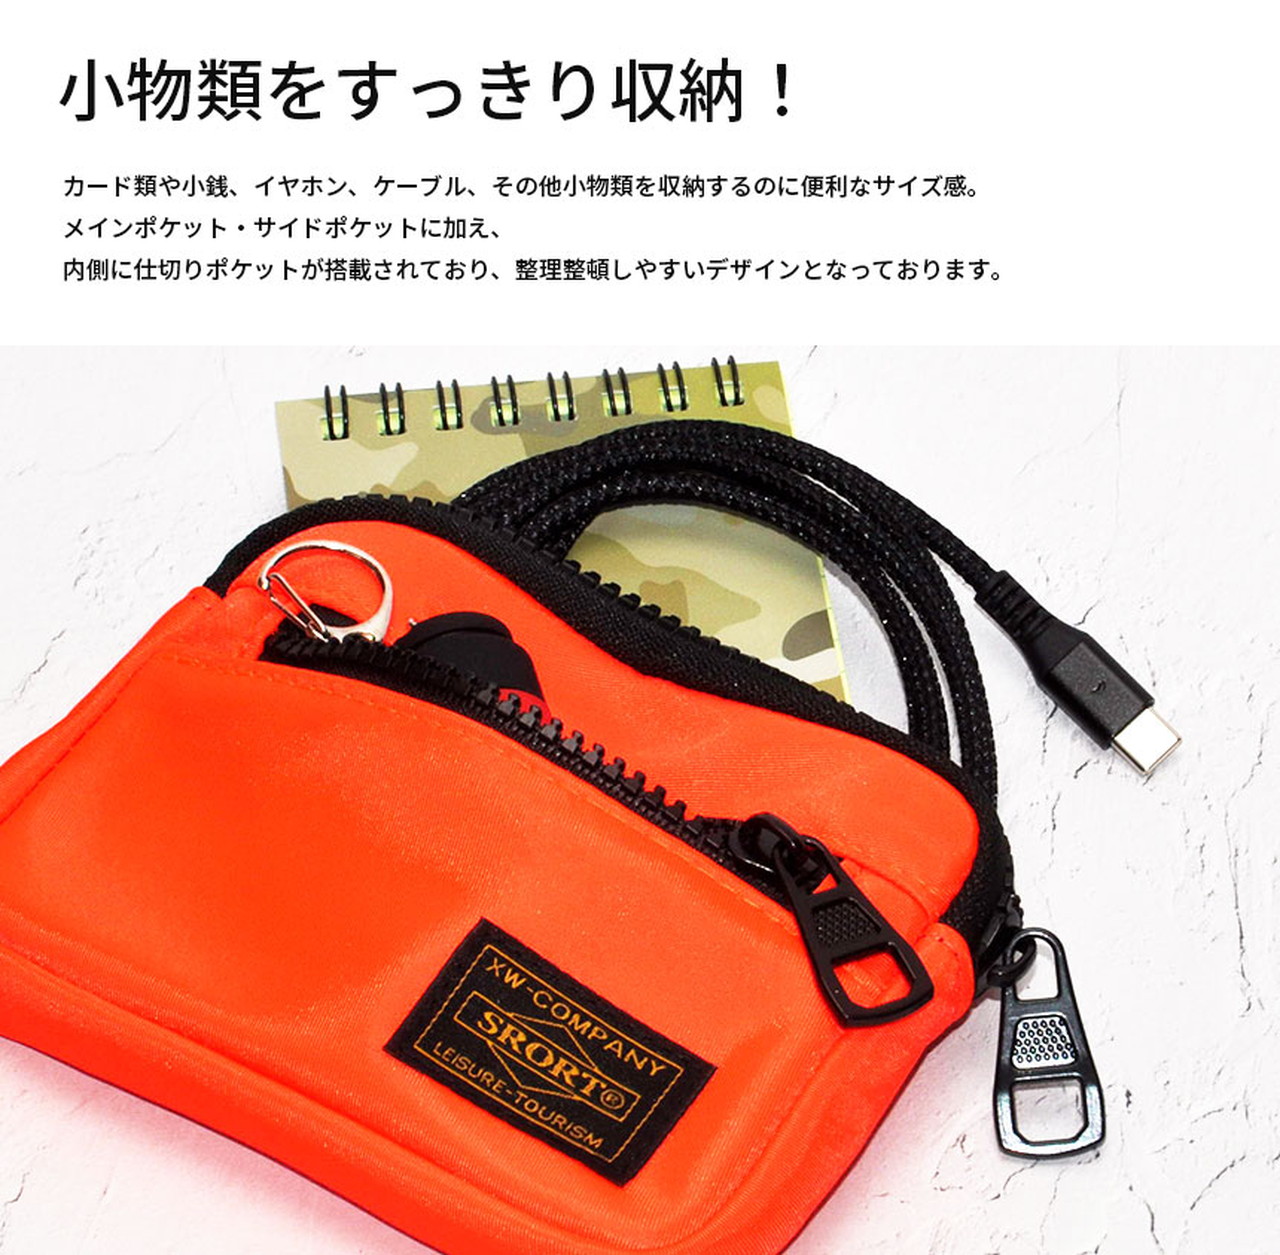 小物類をすっきり収納！
カード類や小銭、イヤホン、ケーブル、その他小物類を収納するのに便利なサイズ感。
メインポケット・サイドポケットに加え、
内側に仕切りポケットが搭載されており、整理整頓しやすいデザインとなっております。
XW-COMPANY
SRORT®
LEISURE-TOURISM